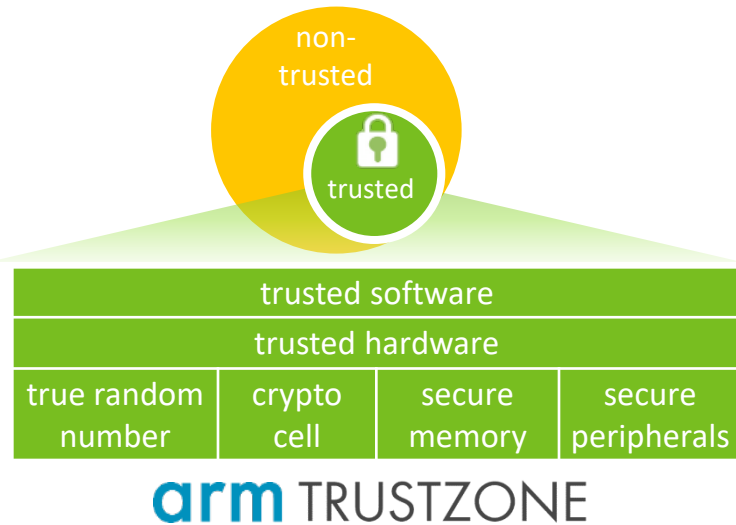 non-
trusted
trusted
trusted software
trusted hardware
true random
number
crypto
cell
secure
memory
secure
peripherals
arm TRUSTZONE